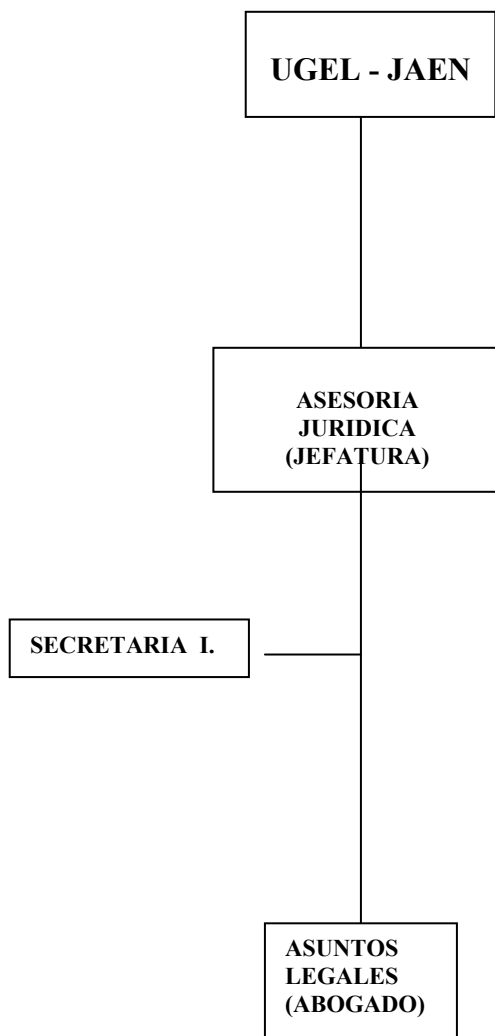 UGEL - JAEN
ASESORIA
JURIDICA
(JEFATURA)
SECRETARIA I.
ASUNTOS
LEGALES
(ABOGADO)